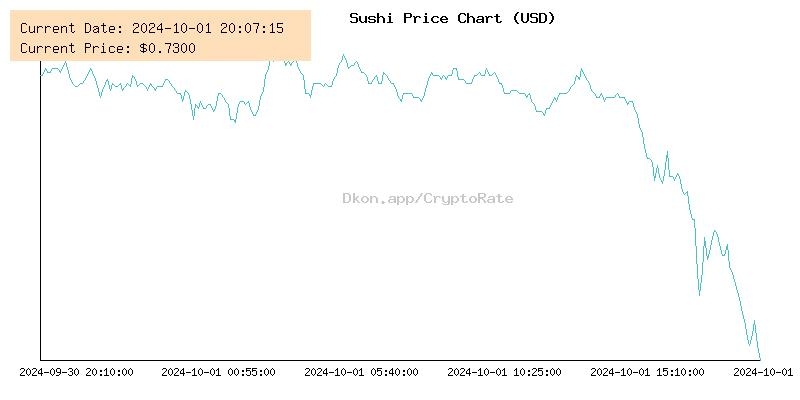 Sushi Price Chart (USD)
Current Date: 2024-10-01 20:07:15
Current Price: $0.7300
Dkon.app/CryptoRate
2024-09-30 20:10:00 2024-10-01 00:55:00 2024-10-01 05:40:00 2024-10-01 10:25:00 2024-10-01 15:10:00 2024-10-01